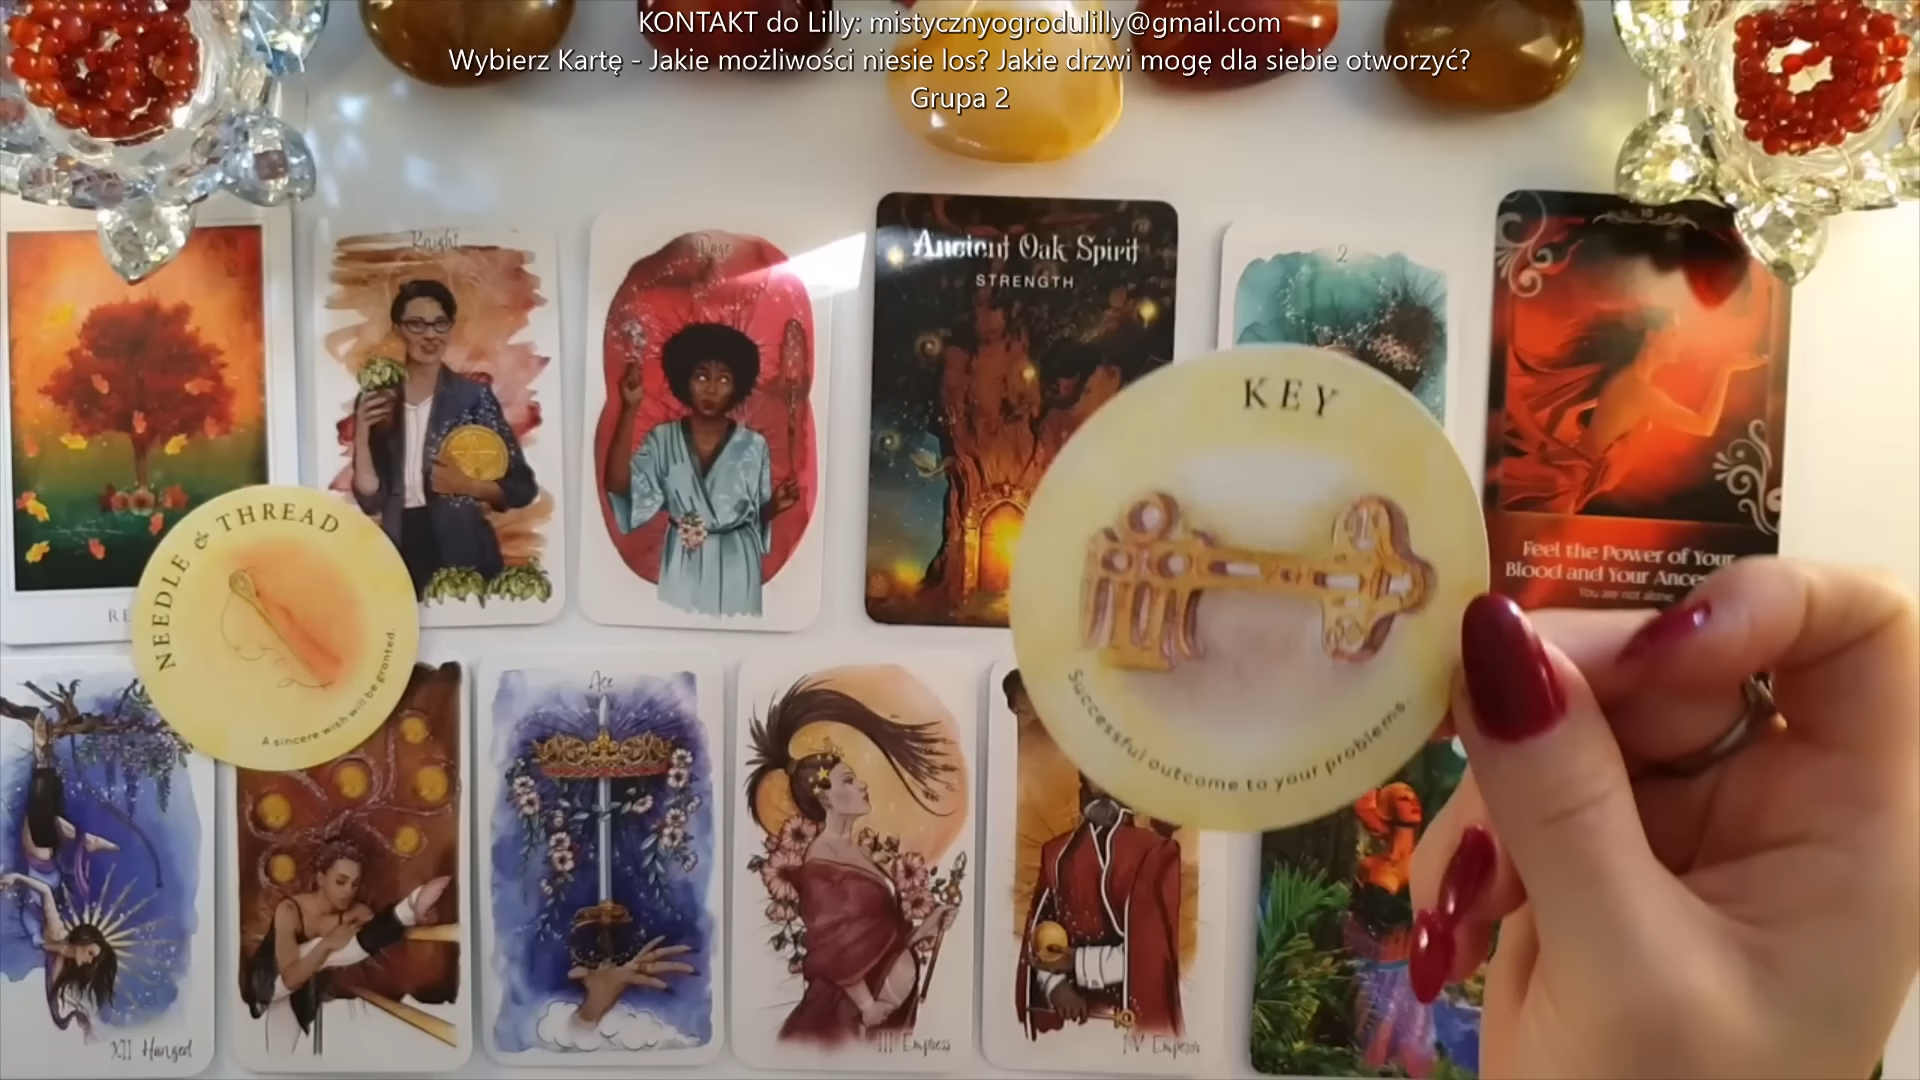 KONTAKT do Lilly: mistycznyogrodulilly@gmail.com
Wybierz Kartę - Jakie możliwości niesie los? Jakie drzwi mogę dla siebie otworzyć?
Grupa 2
Knight
Ancient Oak Spirit
STRENGTH
2
10
KEY
Successful outcome to your problems.
Feel the Power of Your
Blood and Your
You are not alone.
NEEDLE & THREAD
A sincere wish will be granted.
Ace
XII Hanged
III Empress
IV Emperor